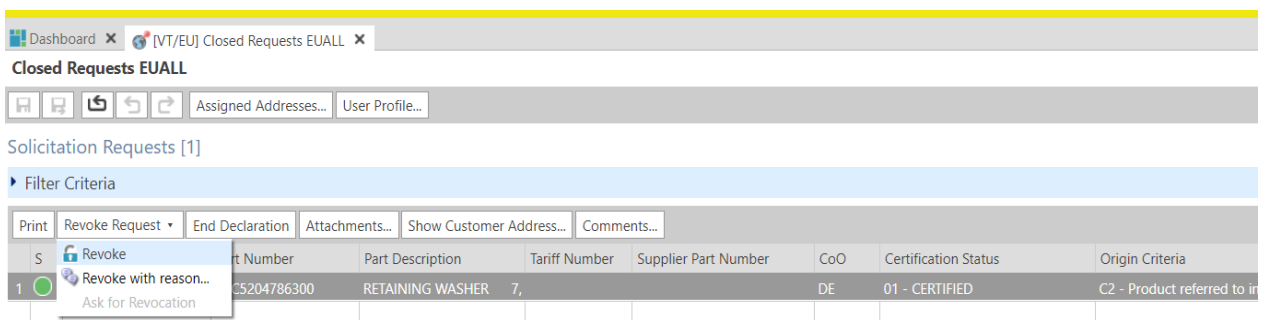 Dashboard [VT/EU] Closed Requests EUALL
Closed Requests EUALL
Assigned Addresses... User Profile...
Solicitation Requests [1]
Filter Criteria
Print Revoke Request End Declaration Attachments... Show Customer Address... Comments...
Revoke
Revoke with reason...
Ask for Revocation
S rt Number Part Description Tariff Number Supplier Part Number CoO Certification Status Origin Criteria
1 C5204786300 RETAINING WASHER 7, DE 01 - CERTIFIED C2 - Product referred to in